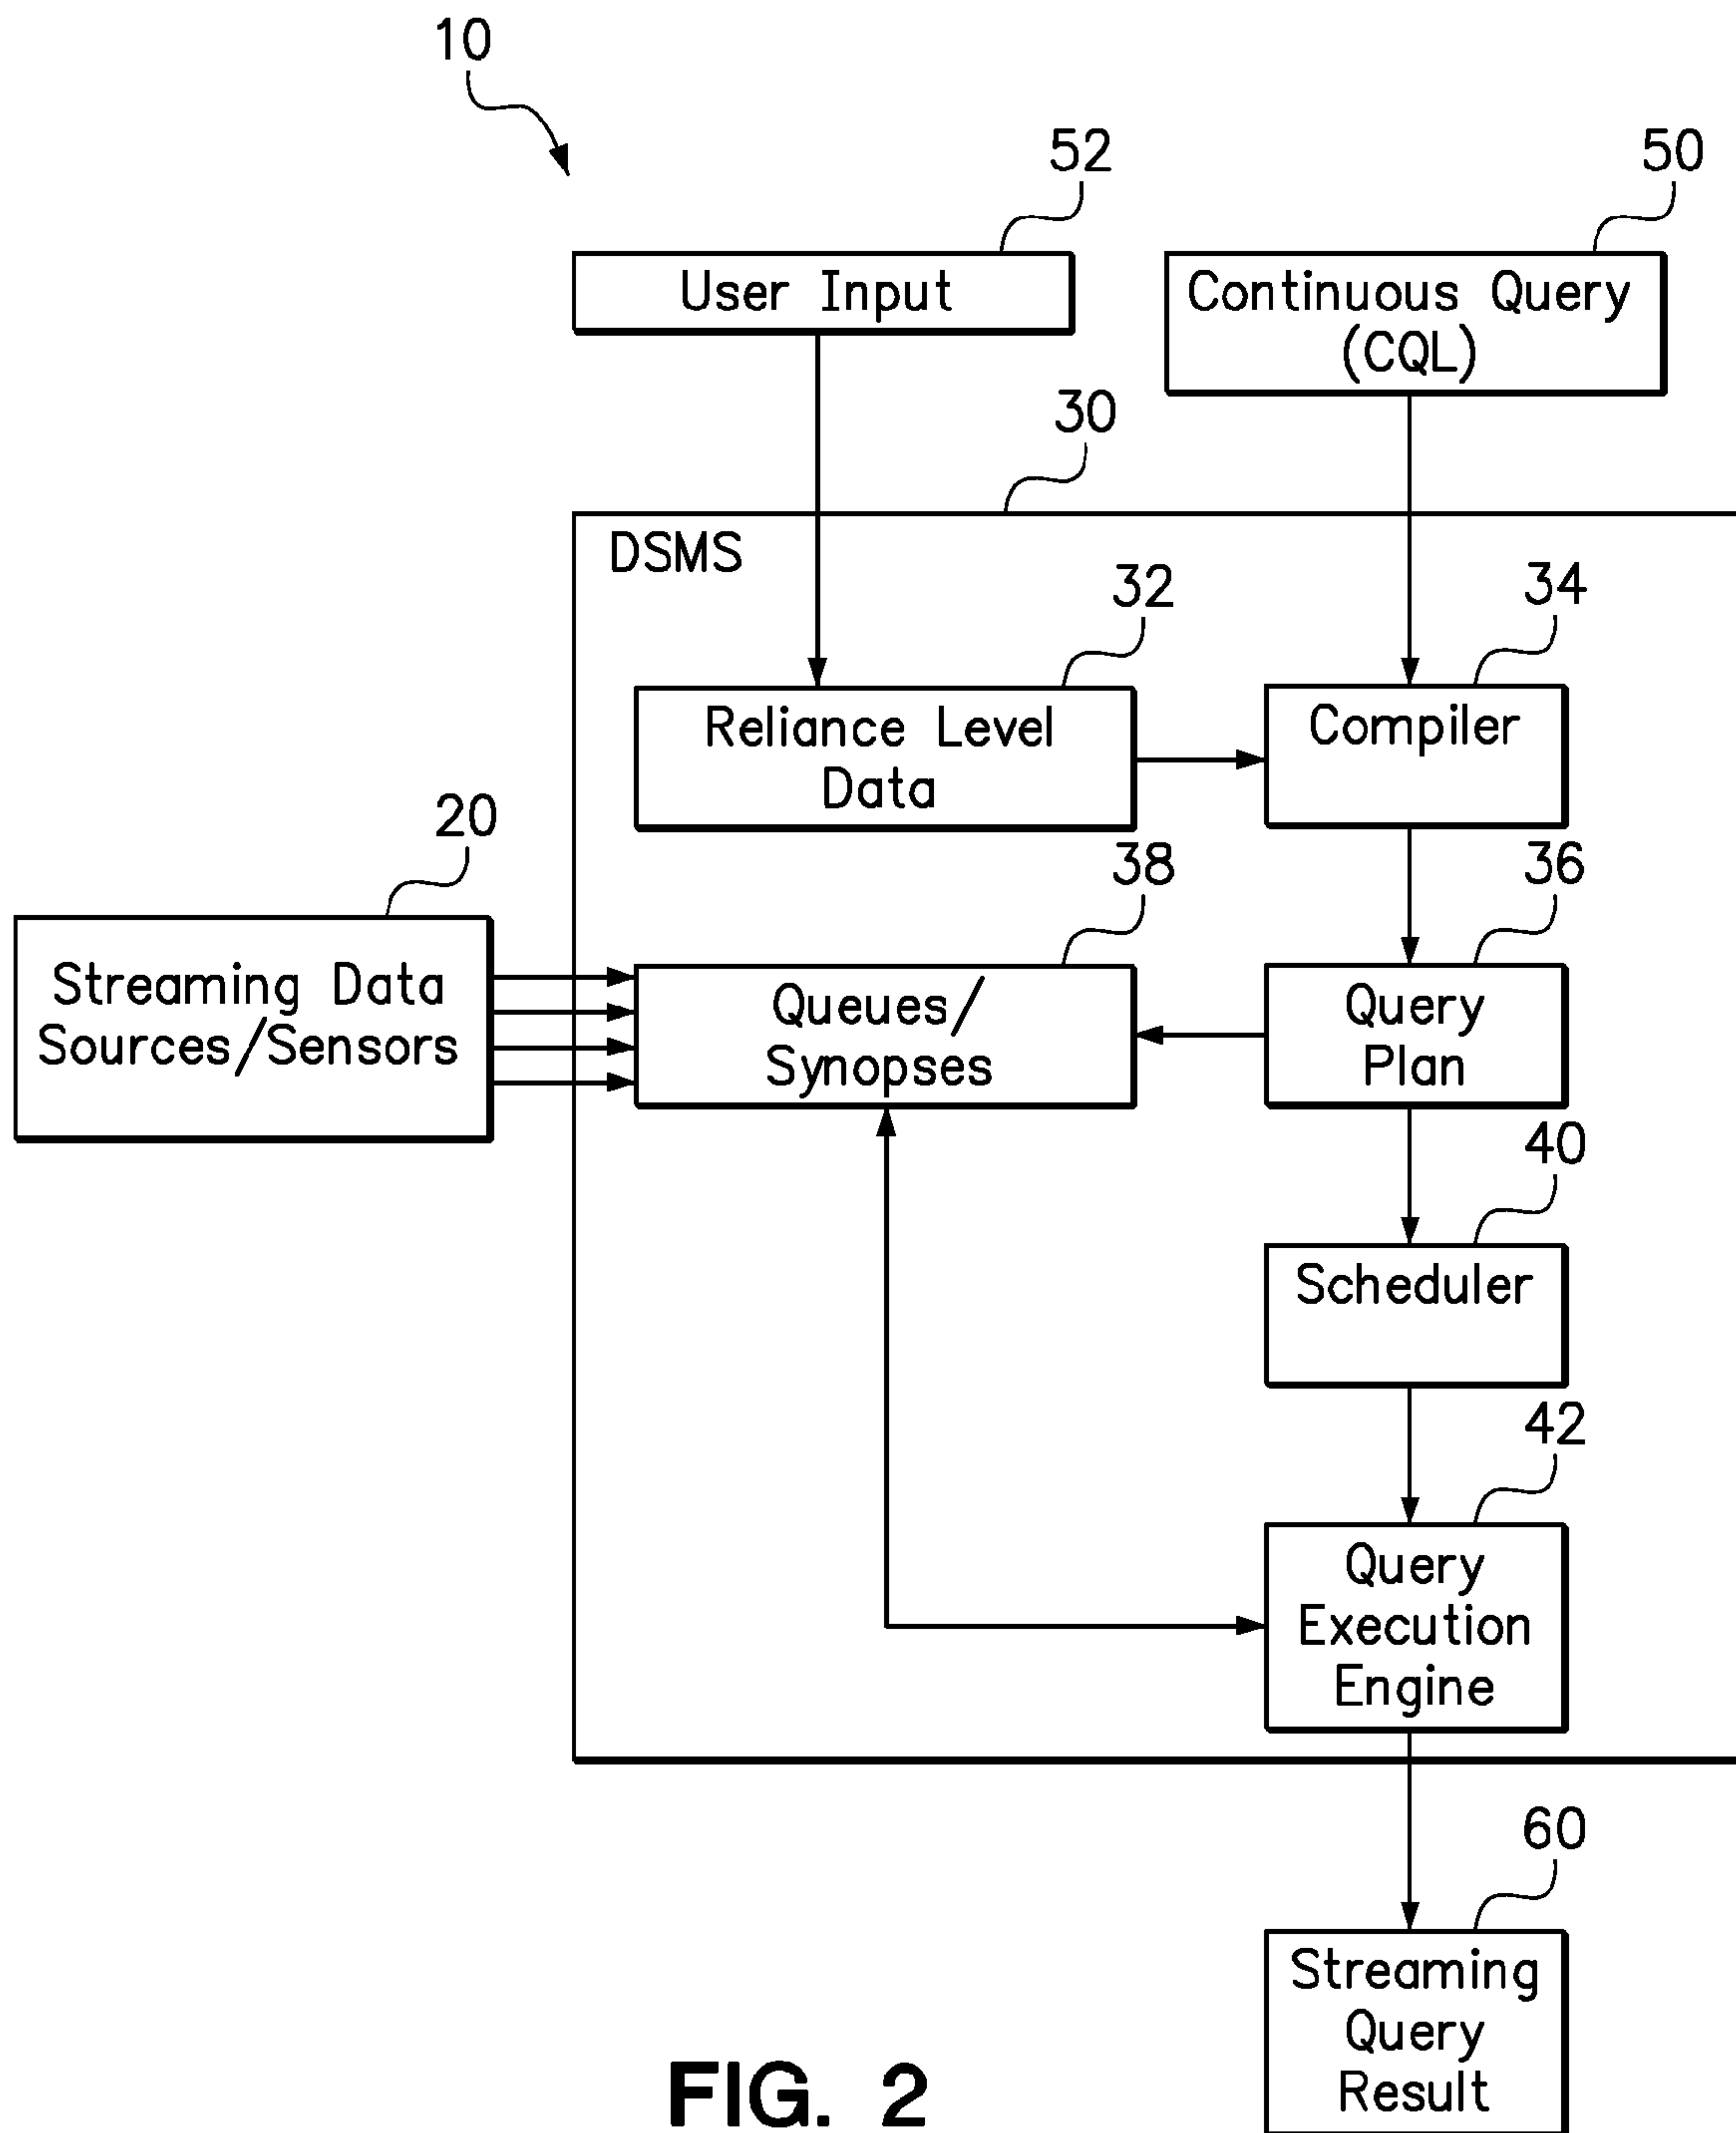 10
52
50
User Input
Continuous Query
(CQL)
30
DSMS
32
34
Reliance Level
Data
Compiler
20
38
36
Streaming Data
Sources/Sensors
Queues/
Synopses
Query
Plan
40
Scheduler
42
Query
Execution
Engine
60
Streaming
Query
Result
FIG. 2